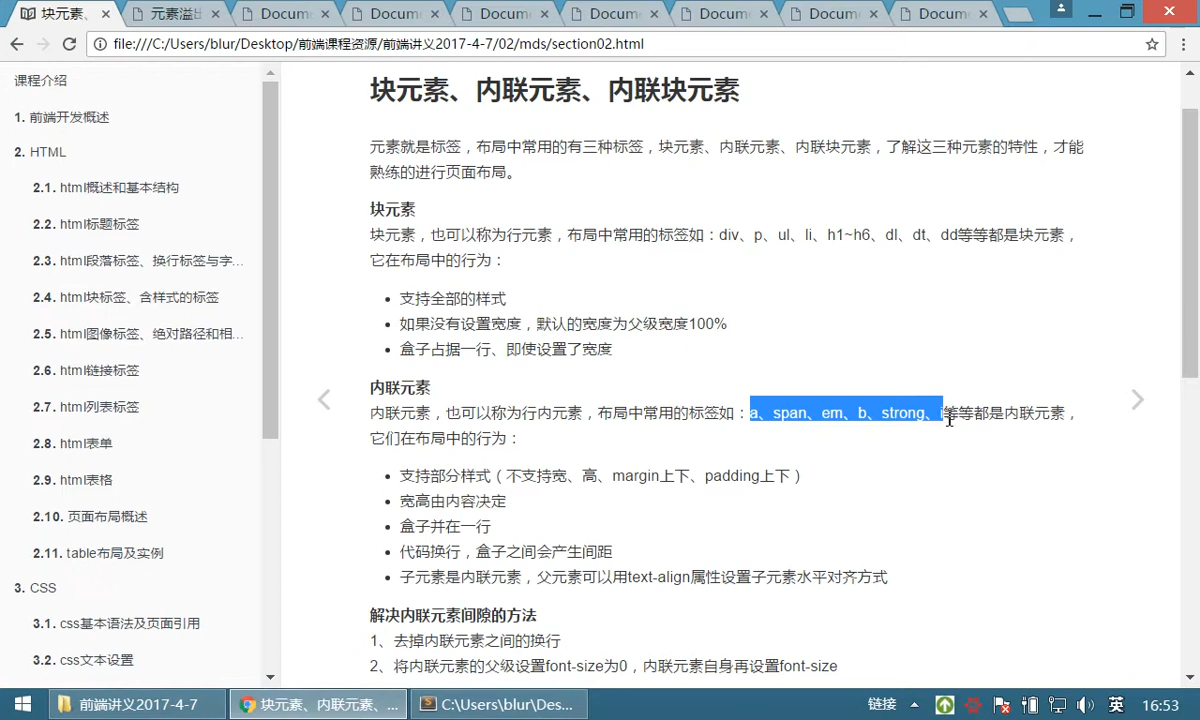 块元素、
元素溢出
Docum
Docum
Docum
Docum
Docum
Docum
Docum
file:///C:/Users/blur/Desktop/前端课程资源/前端讲义2017-4-7/02/mds/section02.html
课程介绍
1. 前端开发概述
2. HTML
2.1. html概述和基本结构
2.2. html标题标签
2.3. html段落标签、换行标签与字...
2.4. html块标签、含样式的标签
2.5. html图像标签、绝对路径和相...
2.6. html链接标签
2.7. html列表标签
2.8. html表单
2.9. html表格
2.10. 页面布局概述
2.11. table布局及实例
3. CSS
3.1. css基本语法及页面引用
3.2. css文本设置
块元素、内联元素、内联块元素
元素就是标签，布局中常用的有三种标签，块元素、内联元素、内联块元素，了解这三种元素的特性，才能
熟练的进行页面布局。
块元素
块元素，也可以称为行元素，布局中常用的标签如：div、p、ul、li、h1~h6、dl、dt、dd等等都是块元素，
它在布局中的行为：
• 支持全部的样式
• 如果没有设置宽度，默认的宽度为父级宽度100%
• 盒子占据一行、即使设置了宽度
内联元素
内联元素，也可以称为行内元素，布局中常用的标签如：a、span、em、b、strong、i等等都是内联元素，
它们在布局中的行为：
• 支持部分样式（不支持宽、高、margin上下、padding上下）
• 宽高由内容决定
• 盒子并在一行
• 代码换行，盒子之间会产生间距
• 子元素是内联元素，父元素可以用text-align属性设置子元素水平对齐方式
解决内联元素间隙的方法
1、去掉内联元素之间的换行
2、将内联元素的父级设置font-size为0，内联元素自身再设置font-size
前端讲义2017-4-7
块元素、内联元素、...
C:\Users\blur\Des...
链接
英
16:53